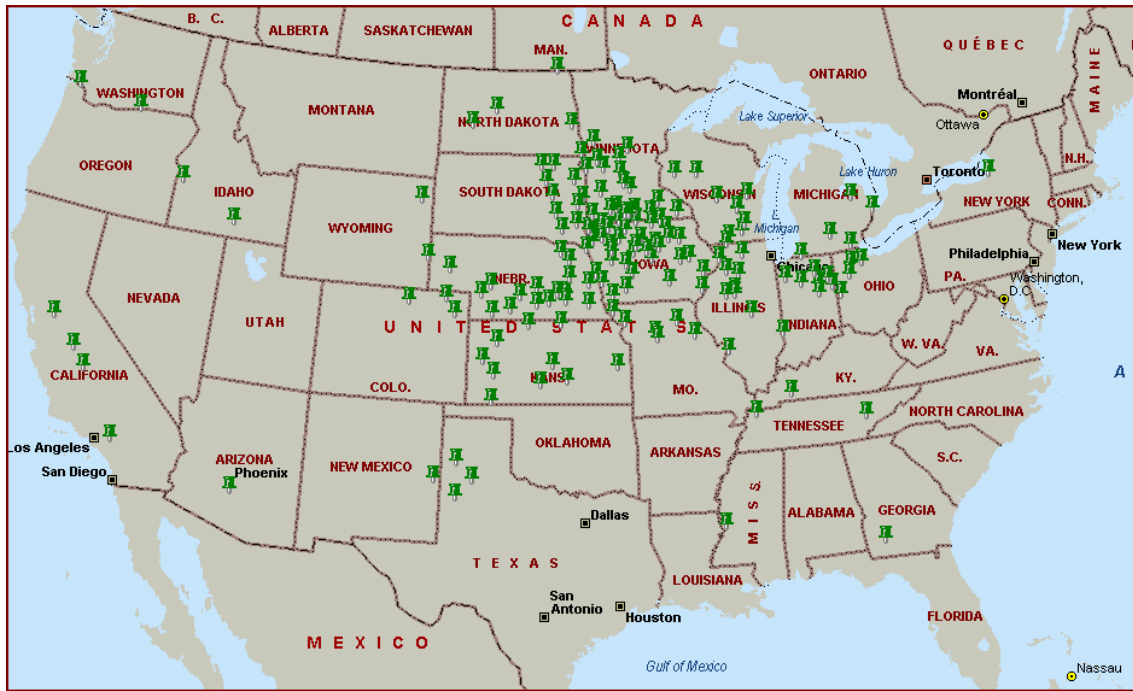 B. C.
ALBERTA
SASKATCHEWAN
CANADA
MAN.
QUÉBEC
MAINE
ONTARIO
WASHINGTON
MONTANA
NORTH DAKOTA
Lake Superior
Montréal
Ottawa
MINNESOTA
OREGON
IDAHO
SOUTH DAKOTA
WISCONSIN
MICHIGAN
Lake Huron
Toronto
N.H.
NEW YORK
CONN.
WYOMING
L.
Michigan
New York
Philadelphia
NEVADA
NEBR.
IOWA
Chicago
PA.
Washington,
D.C
UTAH
UNITED STATES
ILLINOIS
INDIANA
OHIO
W. VA.
VA.
CALIFORNIA
COLO.
KANS.
MO.
KY.
A
Los Angeles
San Diego
ARIZONA
Phoenix
NEW MEXICO
OKLAHOMA
ARKANSAS
TENNESSEE
NORTH CAROLINA
S.C.
Dallas
MISS.
ALABAMA
GEORGIA
TEXAS
LOUISIANA
San
Antonio
Houston
FLORIDA
MEXICO
Gulf of Mexico
Nassau